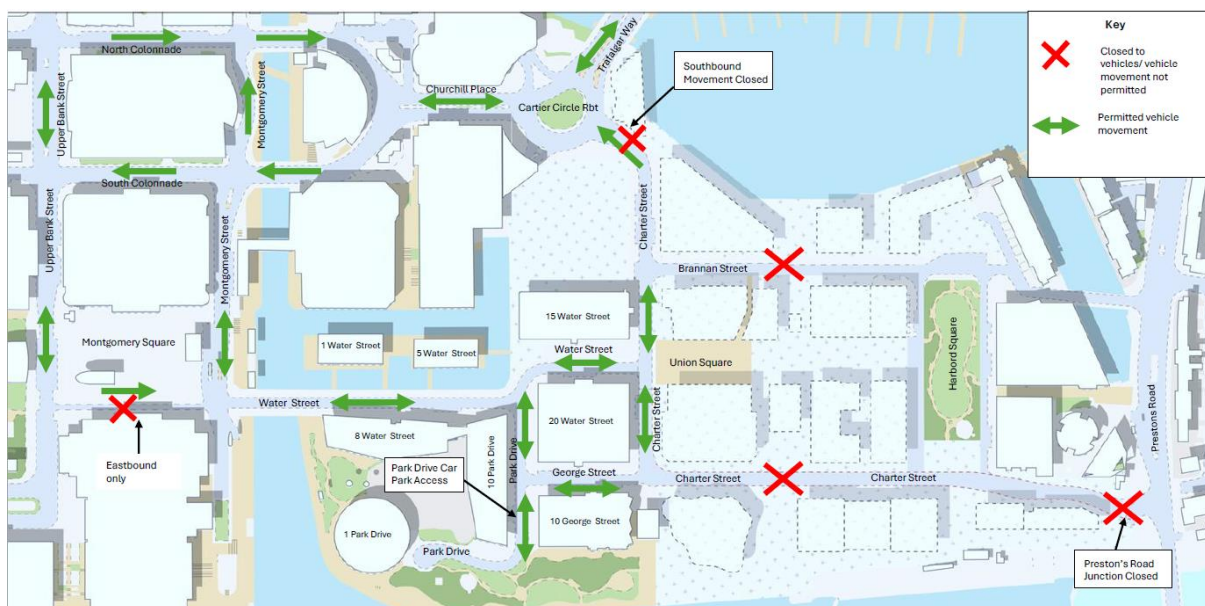 Key
Closed to
vehicles/ vehicle
movement not
permitted
Permitted vehicle
movement
North Colonnade
Trafalgar Way
Southbound
Movement Closed
Upper Bank Street
Montgomery Street
Churchill Place
Cartier Circle Rbt
South Colonnade
Upper Bank Street
Montgomery Street
Charter Street
Brannan Street
15 Water Street
Montgomery Square
1 Water Street
5 Water Street
Water Street
Union Square
Harbord Square
Prestons Road
Water Street
8 Water Street
10 Park Drive
Park Drive
20 Water Street
Charter Street
Eastbound
only
Park Drive Car
Park Access
George Street
Charter Street
Charter Street
1 Park Drive
10 George Street
Park Drive
Preston's Road
Junction Closed